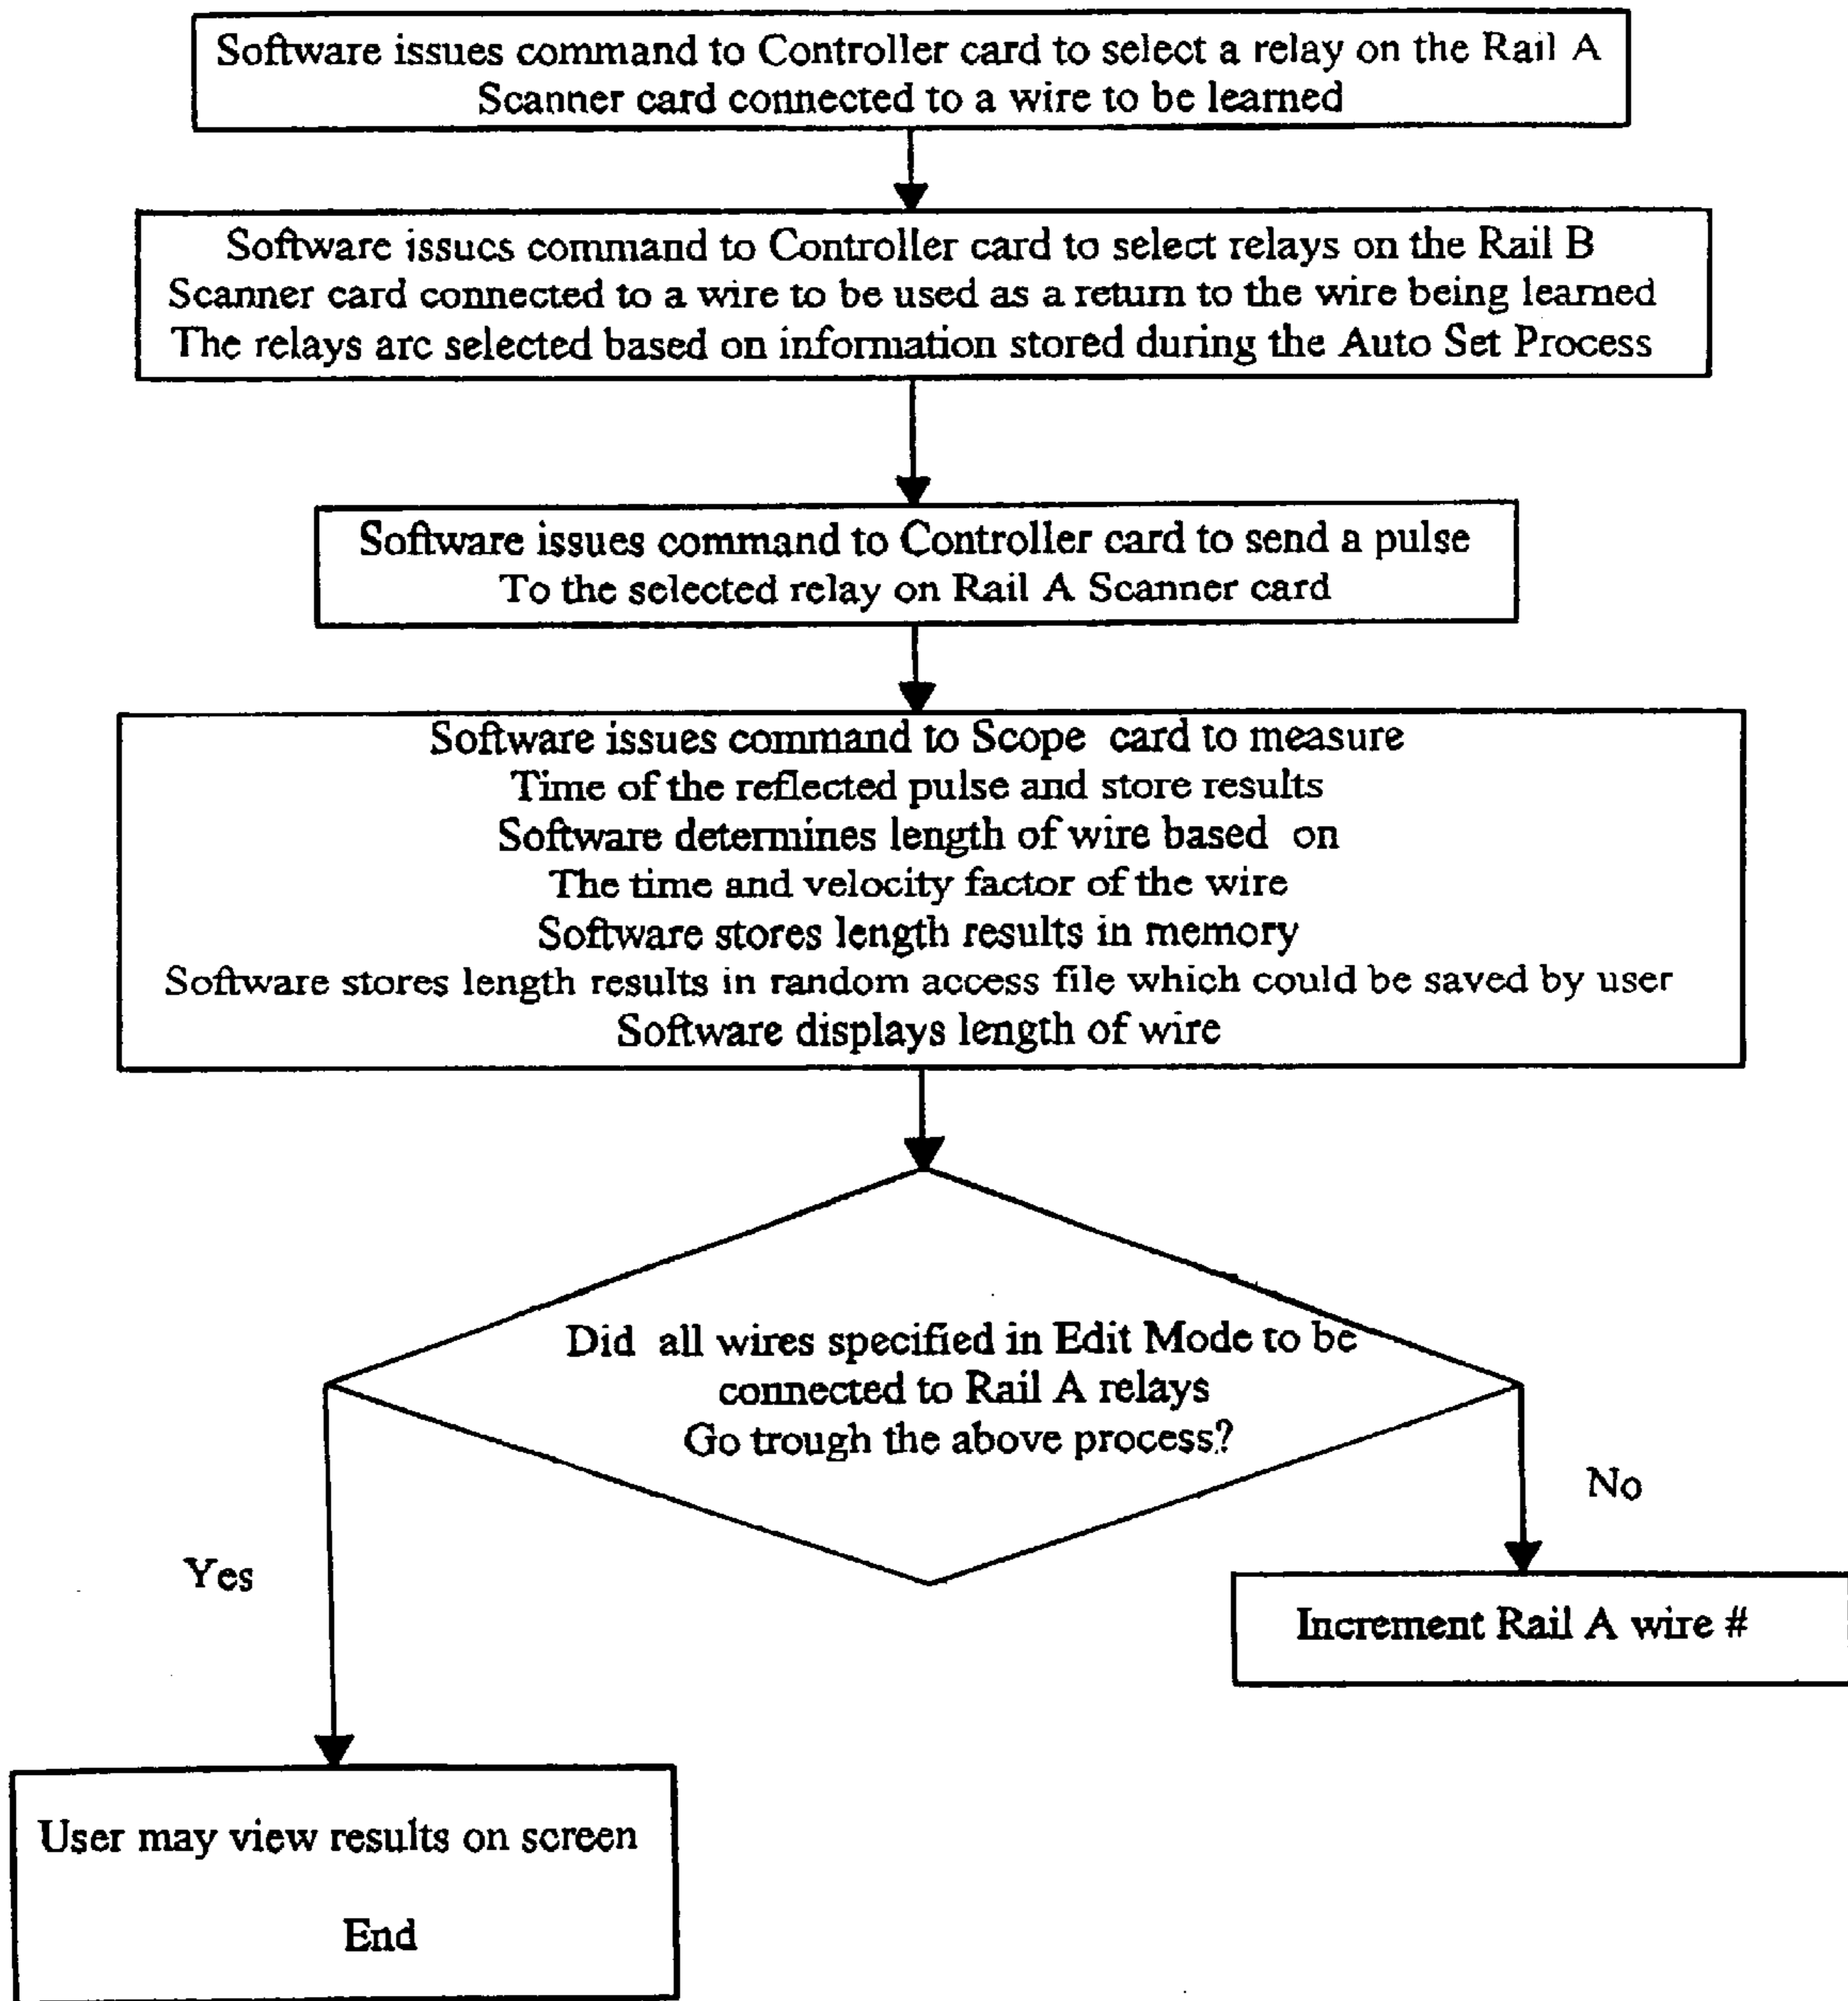 Software issues command to Controller card to select a relay on the Rail A
Scanner card connected to a wire to be learned
Software issues command to Controller card to select relays on the Rail B
Scanner card connected to a wire to be used as a return to the wire being learned
The relays are selected based on information stored during the Auto Set Process
Software issues command to Controller card to send a pulse
To the selected relay on Rail A Scanner card
Software issues command to Scope card to measure
Time of the reflected pulse and store results
Software determines length of wire based on
The time and velocity factor of the wire
Software stores length results in memory
Software stores length results in random access file which could be saved by user
Software displays length of wire
Did all wires specified in Edit Mode to be
connected to Rail A relays
Go trough the above process?
No
Yes
Increment Rail A wire #
User may view results on screen
End